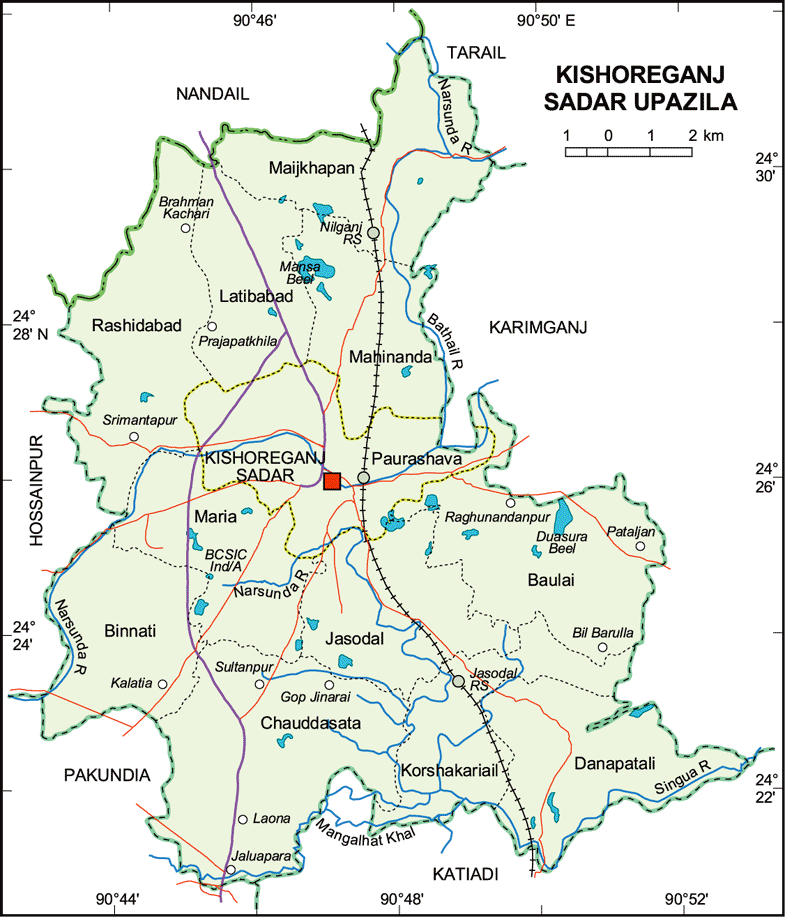 90°46'
90°50' E
TARAIL
KISHOREGANJ
SADAR UPAZILA
NANDAIL
Narsunda R
1 0 1 2 km
24°
30'
Maijkhapan
Brahman
Kachari
Nilganj
RS
Mansa
Beel
Latibabad
24°
28' N
Rashidabad
Prajapatkhila
Bathail R
KARIMGANJ
Mahinanda
Srimantapur
HOSSAINPUR
KISHOREGANJ
SADAR
Paurashava
24°
26'
Maria
Raghunandanpur
Duasura
Beel
Pataljan
BCSIC
Ind/A
Narsunda R
Baulai
Narsunda R
Binnati
24°
24'
Jasodal
Bil Barulla
Kalatia
Sultanpur
Gop Jinarai
Jasodal
RS
Chauddasata
PAKUNDIA
Korshakariail
Danapatali
Singua R
24°
22'
Laona
Mangalhat Khal
Jaluapara
KATIADI
90°44'
90°48'
90°52'